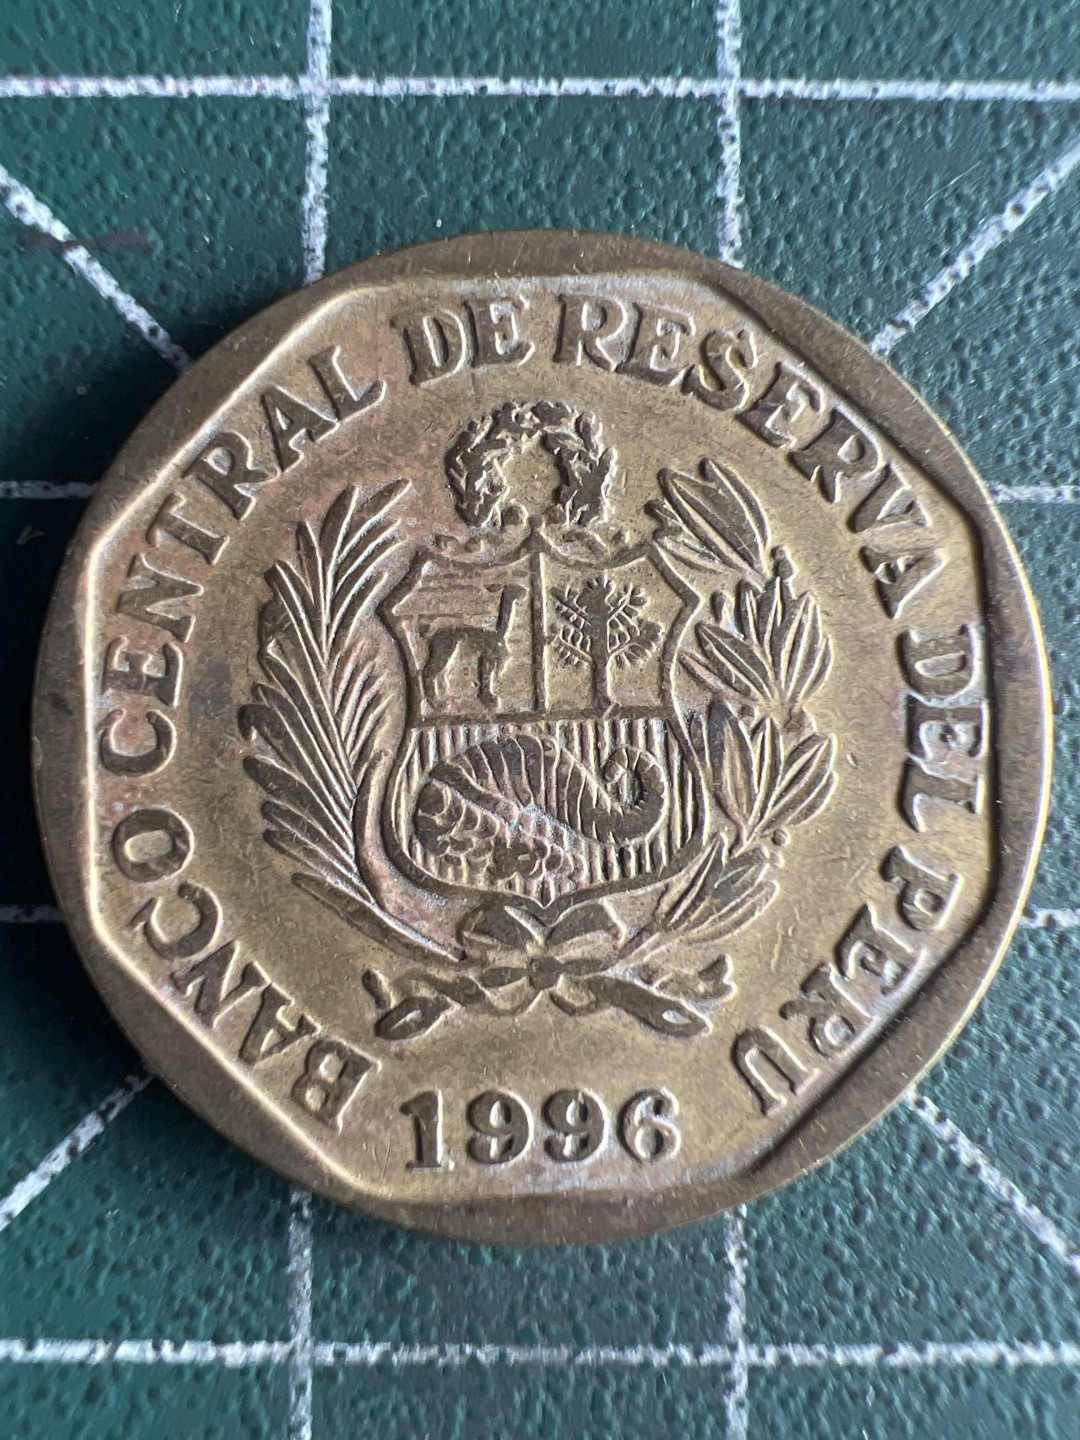 BANCO CENTRAL DE RESERVA DEL PERU
1996